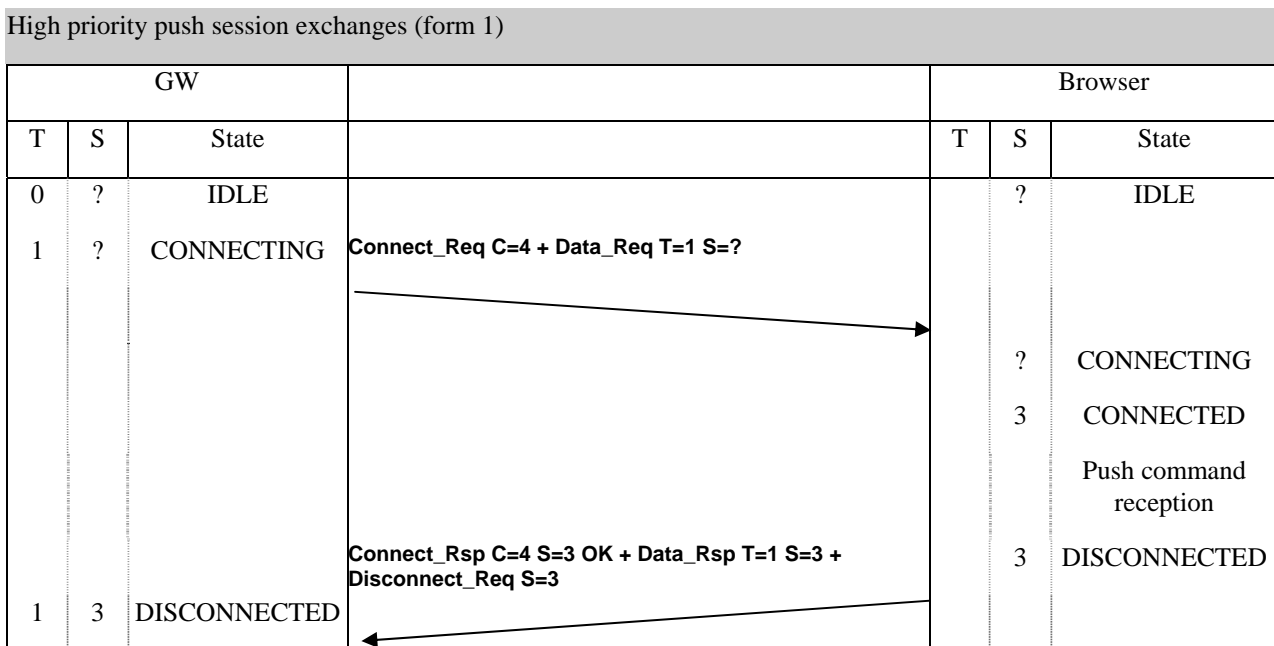 High priority push session exchanges (form 1)
GW Browser
T S State T S State
0 ? IDLE ? IDLE
1 ? CONNECTING Connect_Req C=4 + Data_Req T=1 S=?
? CONNECTING
3 CONNECTED
Push command
reception
Connect_Rsp C=4 S=3 OK + Data_Rsp T=1 S=3 + 3 DISCONNECTED
Disconnect_Req S=3
1 3 DISCONNECTED